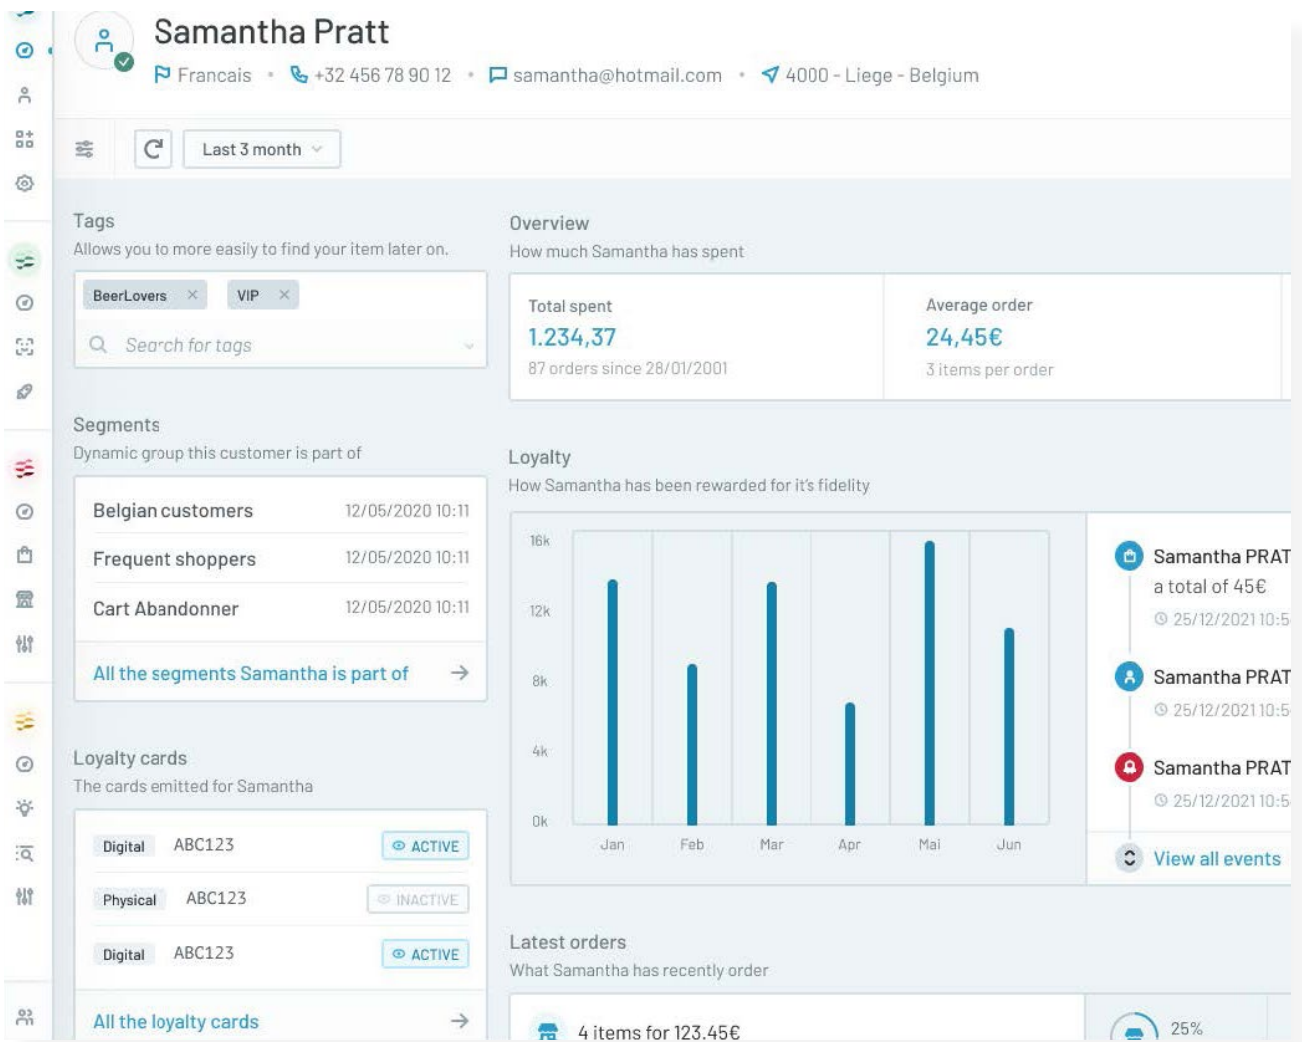 Samantha Pratt
Francais • +32 456 78 90 12 • samantha@hotmail.com • 4000 - Liege - Belgium
Last 3 month
Tags
Allows you to more easily to find your item later on.
BeerLovers × VIP ×
Search for tags
Segments
Dynamic group this customer is part of
Belgian customers 12/05/2020 10:11
Frequent shoppers 12/05/2020 10:11
Cart Abandonner 12/05/2020 10:11
All the segments Samantha is part of →
Loyalty cards
The cards emitted for Samantha
Digital ABC123 ACTIVE
Physical ABC123 INACTIVE
Digital ABC123 ACTIVE
All the loyalty cards →
Overview
How much Samantha has spent
Total spent
1.234,37
87 orders since 28/01/2001
Average order
24,45€
3 items per order
Loyalty
How Samantha has been rewarded for it's fidelity
16k
12k
8k
4k
0k
Jan Feb Mar Apr Mai Jun
Samantha PRAT
a total of 45€
25/12/2021 10:5
Samantha PRAT
25/12/2021 10:5
Samantha PRAT
25/12/2021 10:5
View all events
Latest orders
What Samantha has recently order
4 items for 123.45€
25%